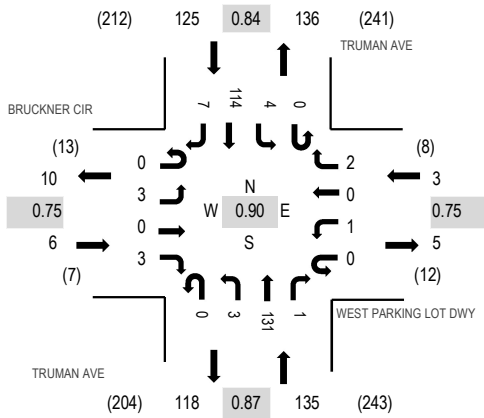 (212) 125 0.84 136 (241)
TRUMAN AVE
7 114 4 0
BRUCKNER CIR
(13) 0 2 (8)
10 3 N 0 3
0.75 0 W 0.90 E 1 0.75
6 3 S 0 5
(7) (12)
0 3 131 1
WEST PARKING LOT DWY
TRUMAN AVE
(204) 118 0.87 135 (243)